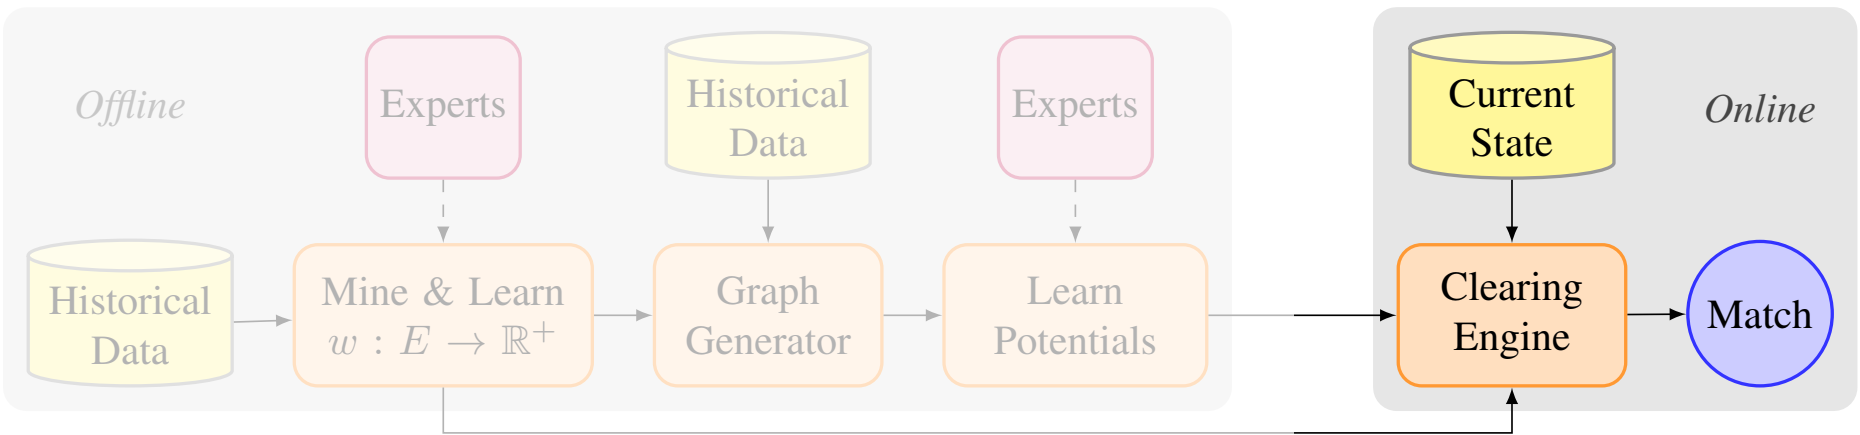 Offline
Experts
Historical
Data
Experts
Current
State
Online
Historical
Data
Mine & Learn
w : E → ℝ⁺
Graph
Generator
Learn
Potentials
Clearing
Engine
Match